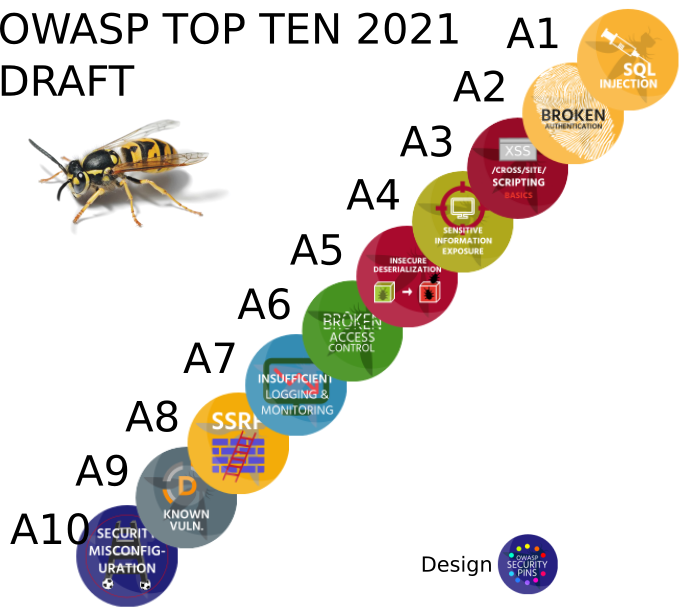 OWASP TOP TEN 2021
DRAFT
A1
SQL
INJECTION
A2
BROKEN
AUTHENTICATION
A3
XSS
/CROSS/SITE/
SCRIPTING
BASICS
A4
SENSITIVE
INFORMATION
EXPOSURE
A5
INSECURE
DESERIALIZATION
A6
BROKEN
ACCESS
CONTROL
A7
INSUFFICIENT
LOGGING &
MONITORING
A8
SSRF
A9
D
KNOWN
VULN.
A10
SECURITY
MISCONFIG-
URATION
Design
OWASP
SECURITY
PINS